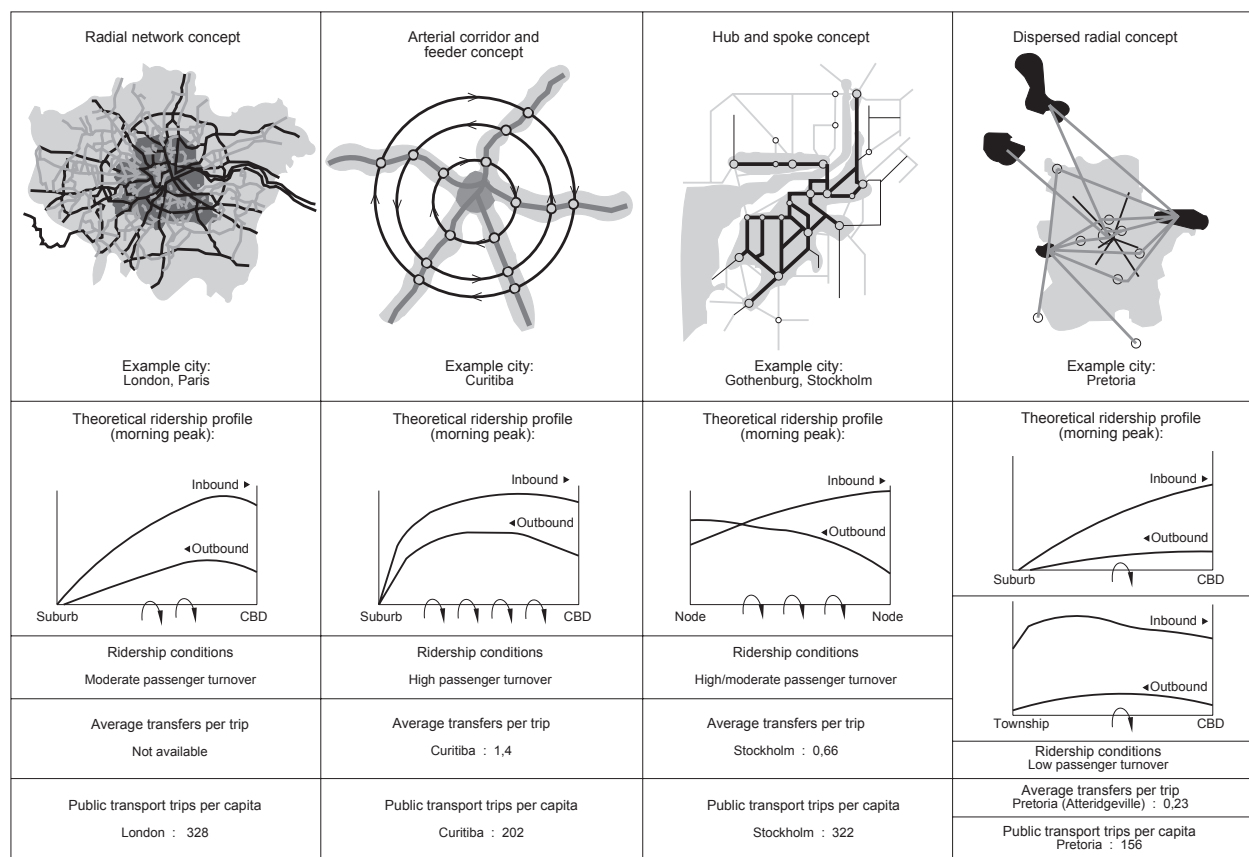 Radial network concept
Example city:
London, Paris
Theoretical ridership profile
(morning peak):
Inbound ►
◄Outbound
Suburb
CBD
Ridership conditions
Moderate passenger turnover
Average transfers per trip
Not available
Public transport trips per capita
London : 328
Arterial corridor and
feeder concept
Example city:
Curitiba
Theoretical ridership profile
(morning peak):
Inbound ►
◄Outbound
Suburb
CBD
Ridership conditions
High passenger turnover
Average transfers per trip
Curitiba : 1,4
Public transport trips per capita
Curitiba : 202
Hub and spoke concept
Example city:
Gothenburg, Stockholm
Theoretical ridership profile
(morning peak):
Inbound ►
◄Outbound
Node
Node
Ridership conditions
High/moderate passenger turnover
Average transfers per trip
Stockholm : 0,66
Public transport trips per capita
Stockholm : 322
Dispersed radial concept
Example city:
Pretoria
Theoretical ridership profile
(morning peak):
Inbound ►
◄Outbound
Suburb
CBD
Inbound ►
◄Outbound
Township
CBD
Ridership conditions
Low passenger turnover
Average transfers per trip
Pretoria (Atteridgeville) : 0,23
Public transport trips per capita
Pretoria : 156